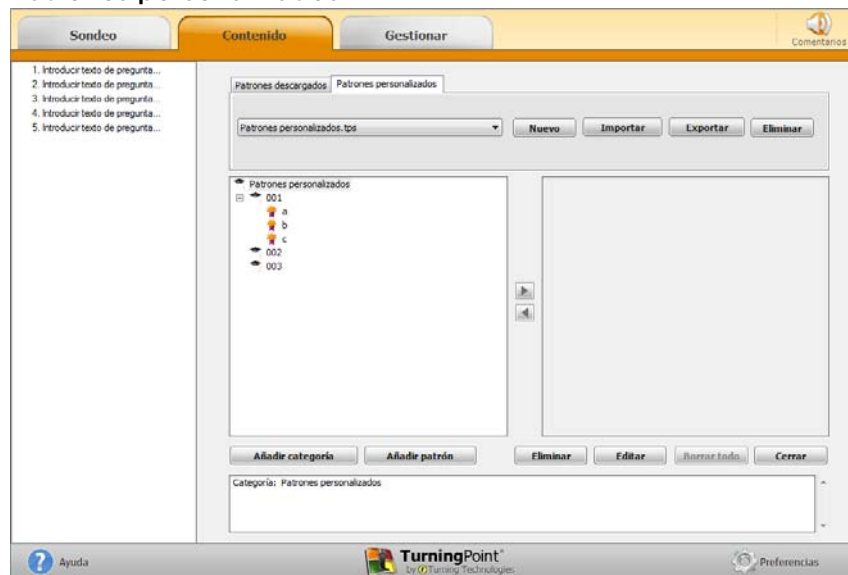 Sondeo
Contenido
Gestionar
Comentarios
1. Introducir texto de pregunta...
2. Introducir texto de pregunta...
3. Introducir texto de pregunta...
4. Introducir texto de pregunta...
5. Introducir texto de pregunta...
Patrones descargados
Patrones personalizados
Patrones personalizados.tps
Nuevo
Importar
Exportar
Eliminar
Patrones personalizados
001
a
b
c
002
003
Añadir categoría
Añadir patrón
Eliminar
Editar
Borrar todo
Cerrar
Categoría: Patrones personalizados
Ayuda
TurningPoint
by Turning Technologies
Preferencias